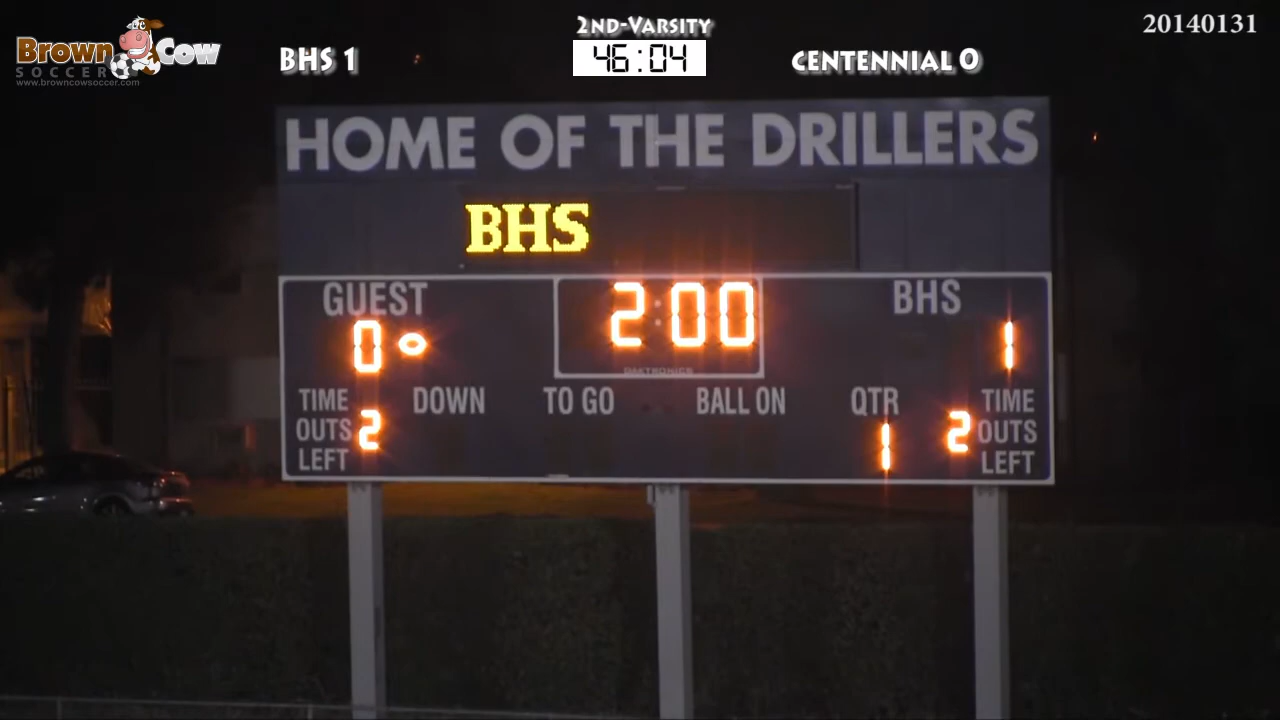 Brown Cow
SOCCER
www.browncowsoccer.com
BHS 1
2nd-Varsity
46:04
CENTENNIAL 0
20140131
HOME OF THE DRILLERS
BHS
GUEST
0
2:00
DAKTRONICS
BHS
1
TIME OUTS LEFT
2
DOWN
TO GO
BALL ON
QTR
1
2
TIME OUTS LEFT